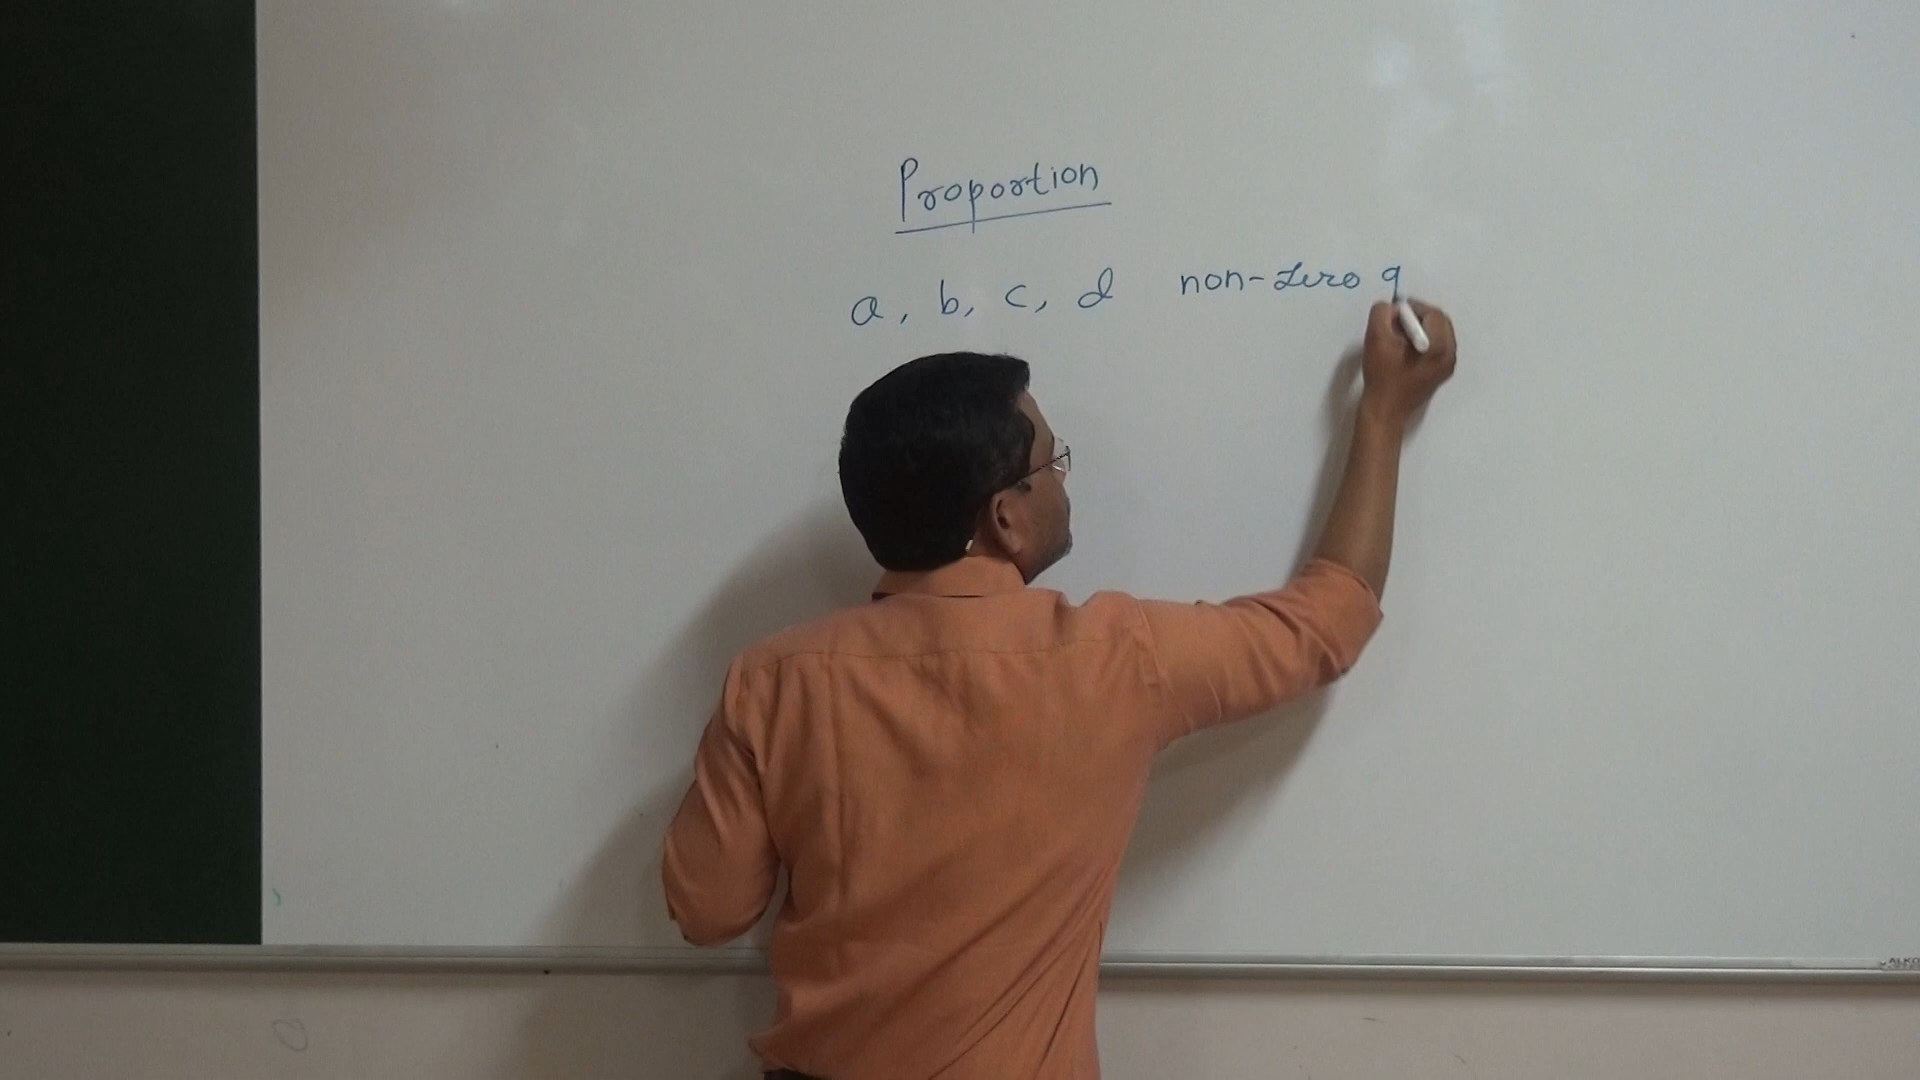 Proportion
a, b, c, d non-zero q